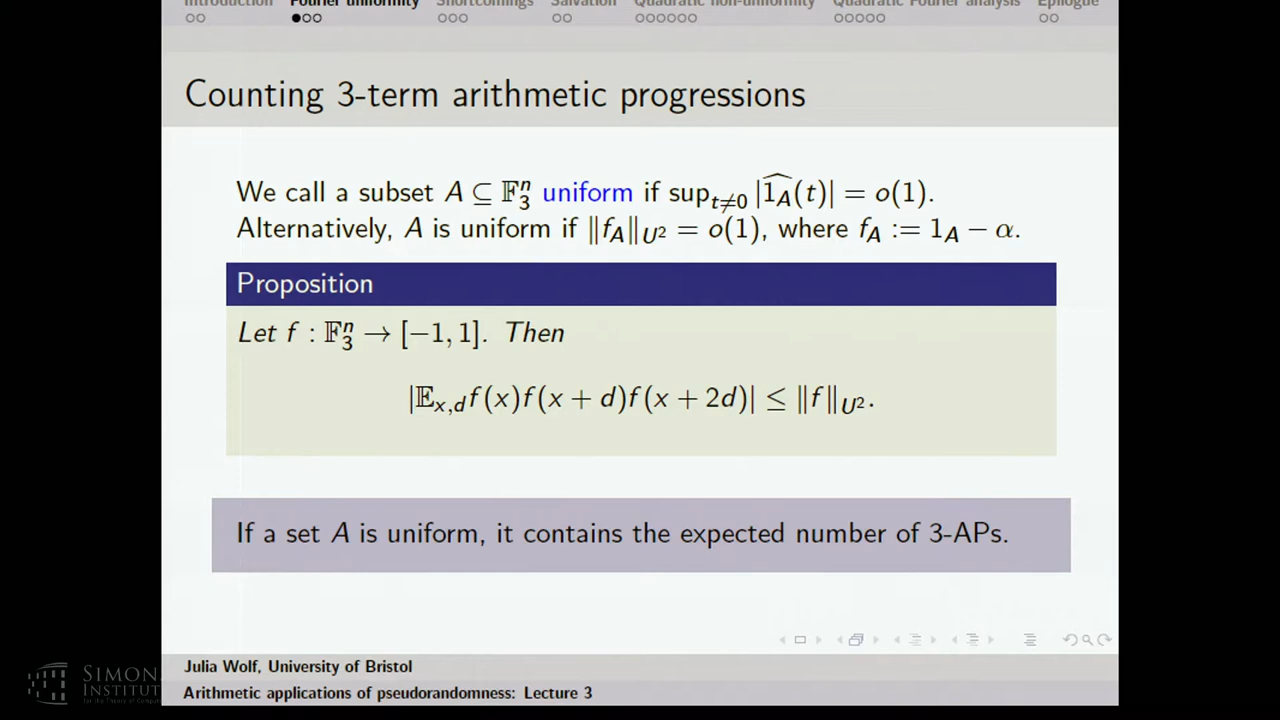 Introduction Fourier uniformity Shortcomings Salvation Quadratic non-uniformity Quadratic Fourier analysis Epilogue
Counting 3-term arithmetic progressions
We call a subset A ⊆ 𝔽₃ⁿ uniform if sup_{t≠0} |\widehat{1_A}(t)| = o(1).
Alternatively, A is uniform if ‖f_A‖_{U²} = o(1), where f_A := 1_A − α.
Proposition
Let f : 𝔽₃ⁿ → [−1, 1]. Then
|𝔼_{x,d} f(x)f(x + d)f(x + 2d)| ≤ ‖f‖_{U²}.
If a set A is uniform, it contains the expected number of 3-APs.
Julia Wolf, University of Bristol
Arithmetic applications of pseudorandomness: Lecture 3